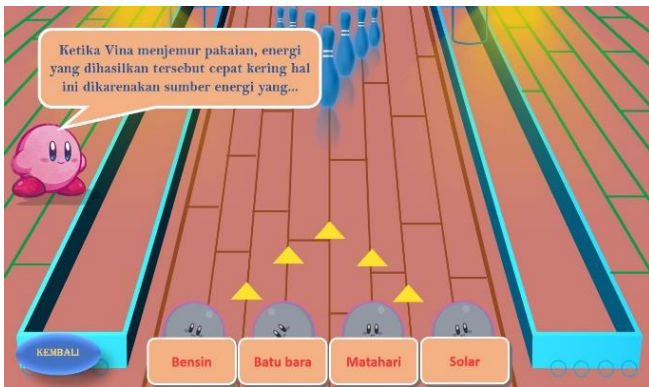 Ketika Vina menjemur pakaian, energi
yang dihasilkan tersebut cepat kering hal
ini dikarenakan sumber energi yang...
KEMBALI
Bensin
Batu bara
Matahari
Solar